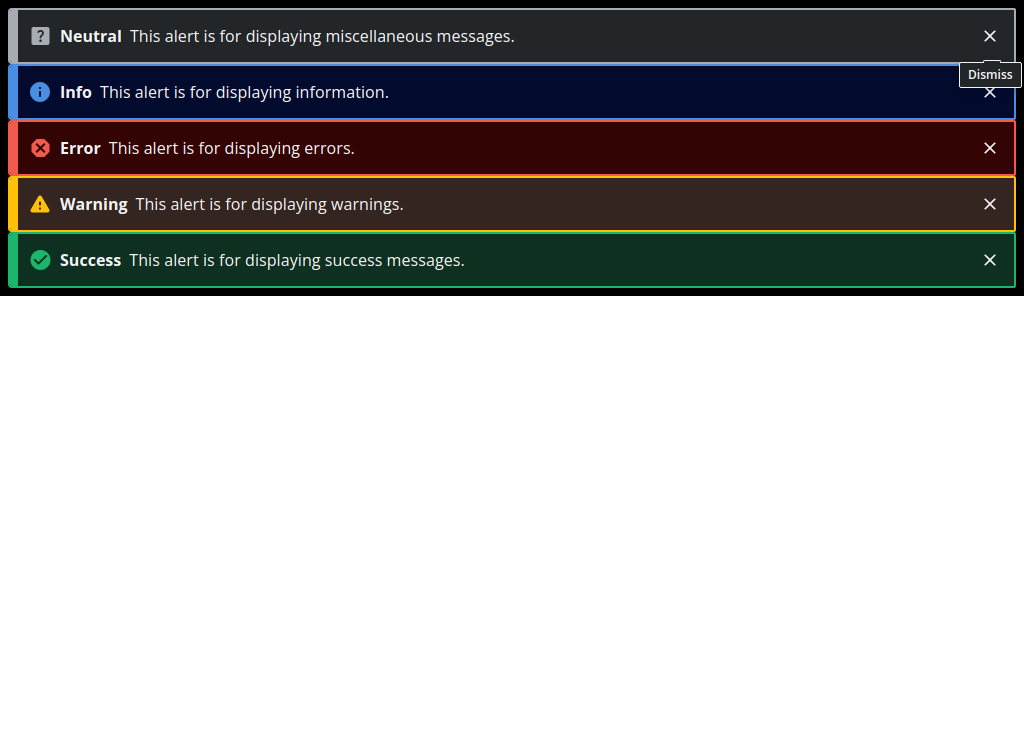 Neutral This alert is for displaying miscellaneous messages.
Dismiss
Info This alert is for displaying information.
Error This alert is for displaying errors.
Warning This alert is for displaying warnings.
Success This alert is for displaying success messages.